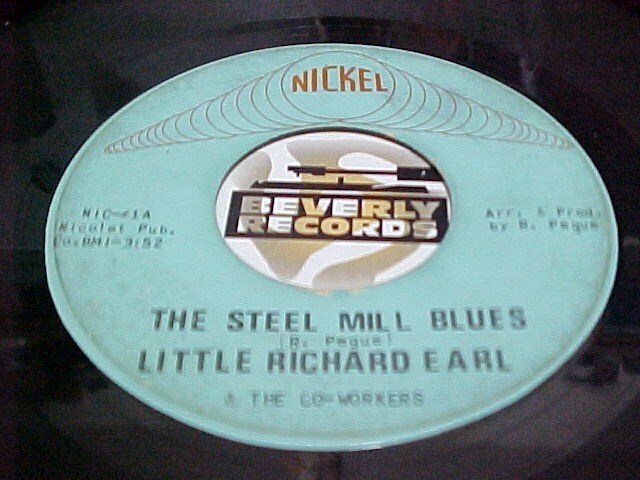 NICKEL
BEVERLY
RECORDS
NIC-41A
Nicolet Pub.
Co.BMI-3:52
Arr. & Prod.
by R. Pegue
THE STEEL MILL BLUES
(R. Pegue)
LITTLE RICHARD EARL
& THE CO-WORKERS